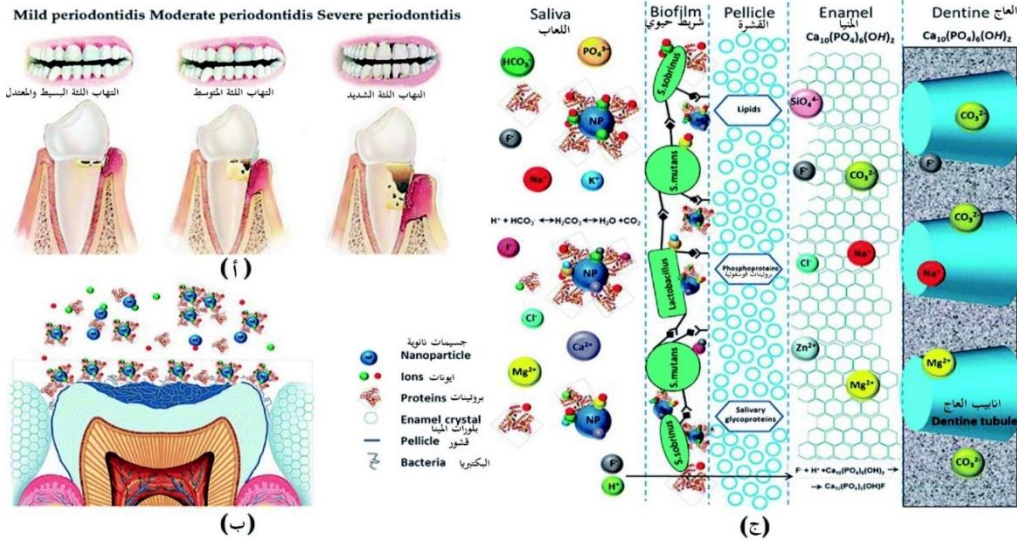 Mild periodontidis Moderate periodontidis Severe periodontidis
التهاب اللثة البسيط والمعتدل
التهاب اللثة المتوسط
التهاب اللثة الشديد
(أ)
جسيمات نانوية
Nanoparticle
Ions ايونات
Proteins بروتينات
Enamel crystal
بلورات المينا
Pellicle قشور
Bacteria البكتيريا
(ب)
Saliva
اللعاب
HCO₃⁻
PO₄³⁻
NP
F⁻
Na⁺
K⁺
H⁺ + HCO₃⁻ ↔ H₂CO₃ ↔ H₂O + CO₂
I⁻
NP
Cl⁻
Ca²⁺
Mg²⁺
NP
F⁻
H⁺
Biofilm
شريط حيوي
S.sobrinus
S.mutans
Lactobacillus
S.mutans
S.sobrinus
Pellicle
القشرة
Lipids
Phosphoproteins
بروتينات فوسفولية
Salivary
glycoproteins
Enamel
المنيا
Ca₁₀(PO₄)₆(OH)₂
SiO₄⁴⁻
F⁻
CO₃²⁻
Na⁺
Cl⁻
Zn²⁺
Mg²⁺
F⁻ + H⁺ +Ca₁₀(PO₄)₆(OH)₂ →
→ Ca₁₀(PO₄)₆(OH)F
Dentine العاج
Ca₁₀(PO₄)₆(OH)₂
CO₃²⁻
F⁻
CO₃²⁻
Na⁺
Mg²⁺
انابيب العاج
Dentine tubule
CO₃²⁻
(ج)